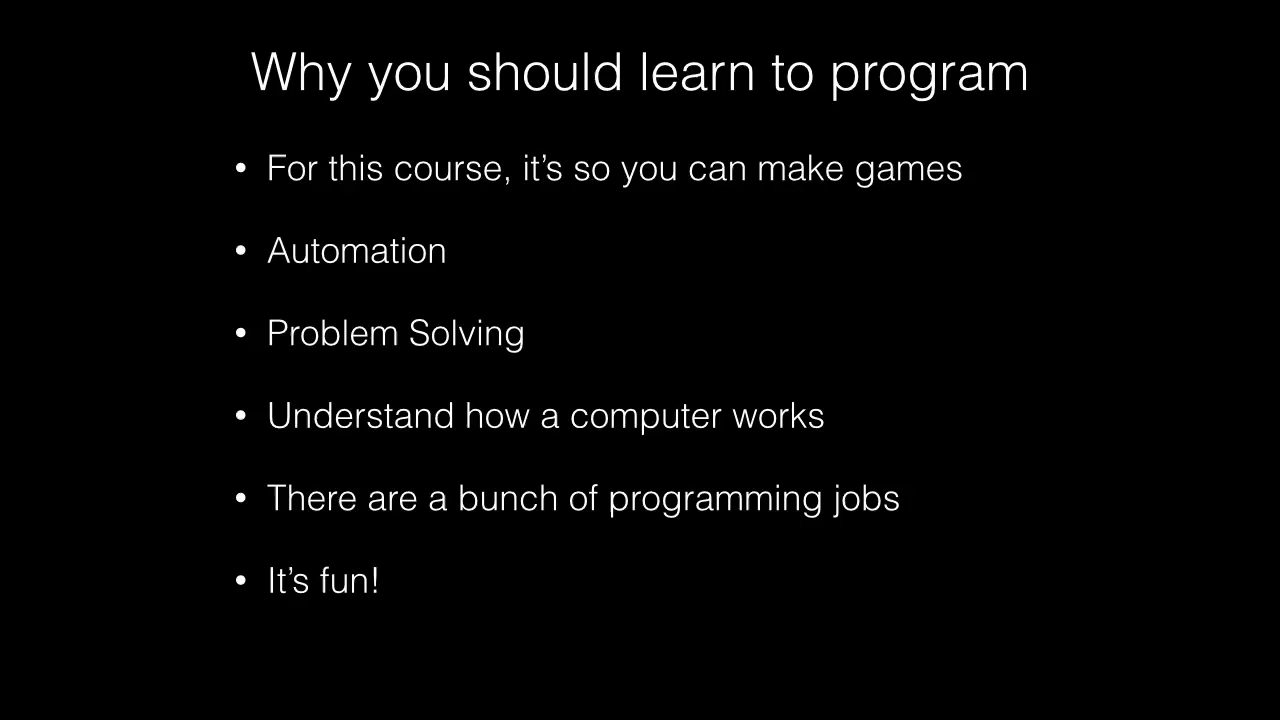 Why you should learn to program
• For this course, it’s so you can make games
• Automation
• Problem Solving
• Understand how a computer works
• There are a bunch of programming jobs
• It’s fun!